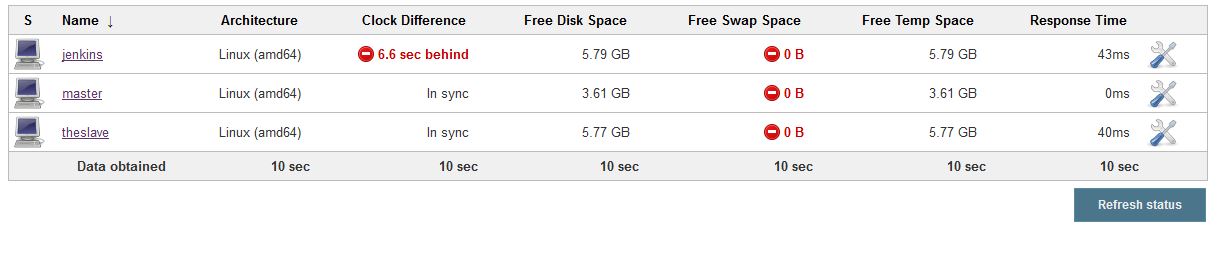 S Name ↓ Architecture Clock Difference Free Disk Space Free Swap Space Free Temp Space Response Time
jenkins Linux (amd64) 6.6 sec behind 5.79 GB 0 B 5.79 GB 43ms
master Linux (amd64) In sync 3.61 GB 0 B 3.61 GB 0ms
theslave Linux (amd64) In sync 5.77 GB 0 B 5.77 GB 40ms
Data obtained 10 sec 10 sec 10 sec 10 sec 10 sec 10 sec
Refresh status